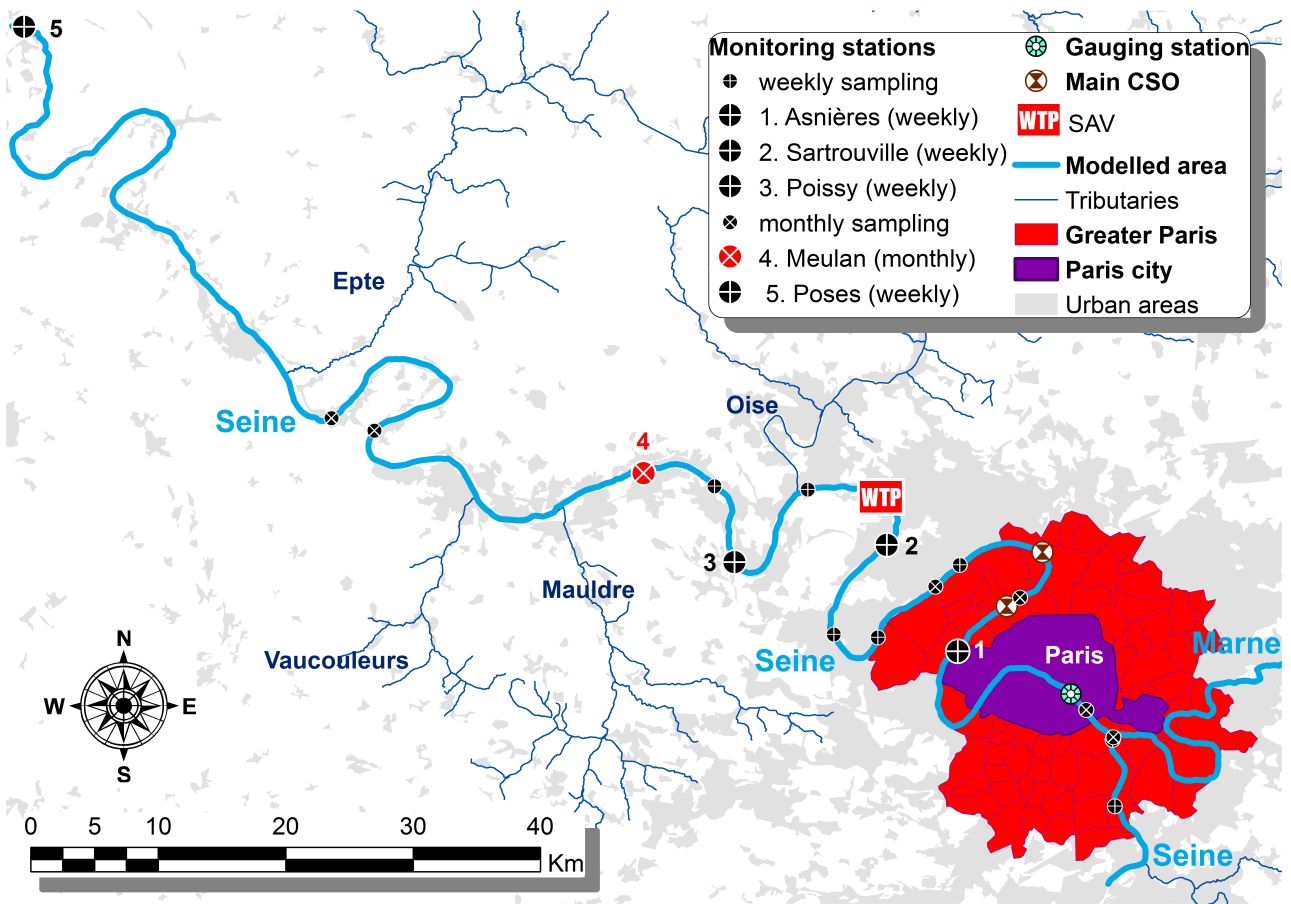 5
Monitoring stations
weekly sampling
1. Asnières (weekly)
2. Sartrouville (weekly)
3. Poissy (weekly)
monthly sampling
4. Meulan (monthly)
5. Poses (weekly)
Gauging station
Main CSO
WTP SAV
Modelled area
Tributaries
Greater Paris
Paris city
Urban areas
Epte
Seine
Oise
4
WTP
3
2
Mauldre
Vaucouleurs
Seine
1
Paris
Marne
N
W
E
S
0 5 10 20 30 40
Km
Seine